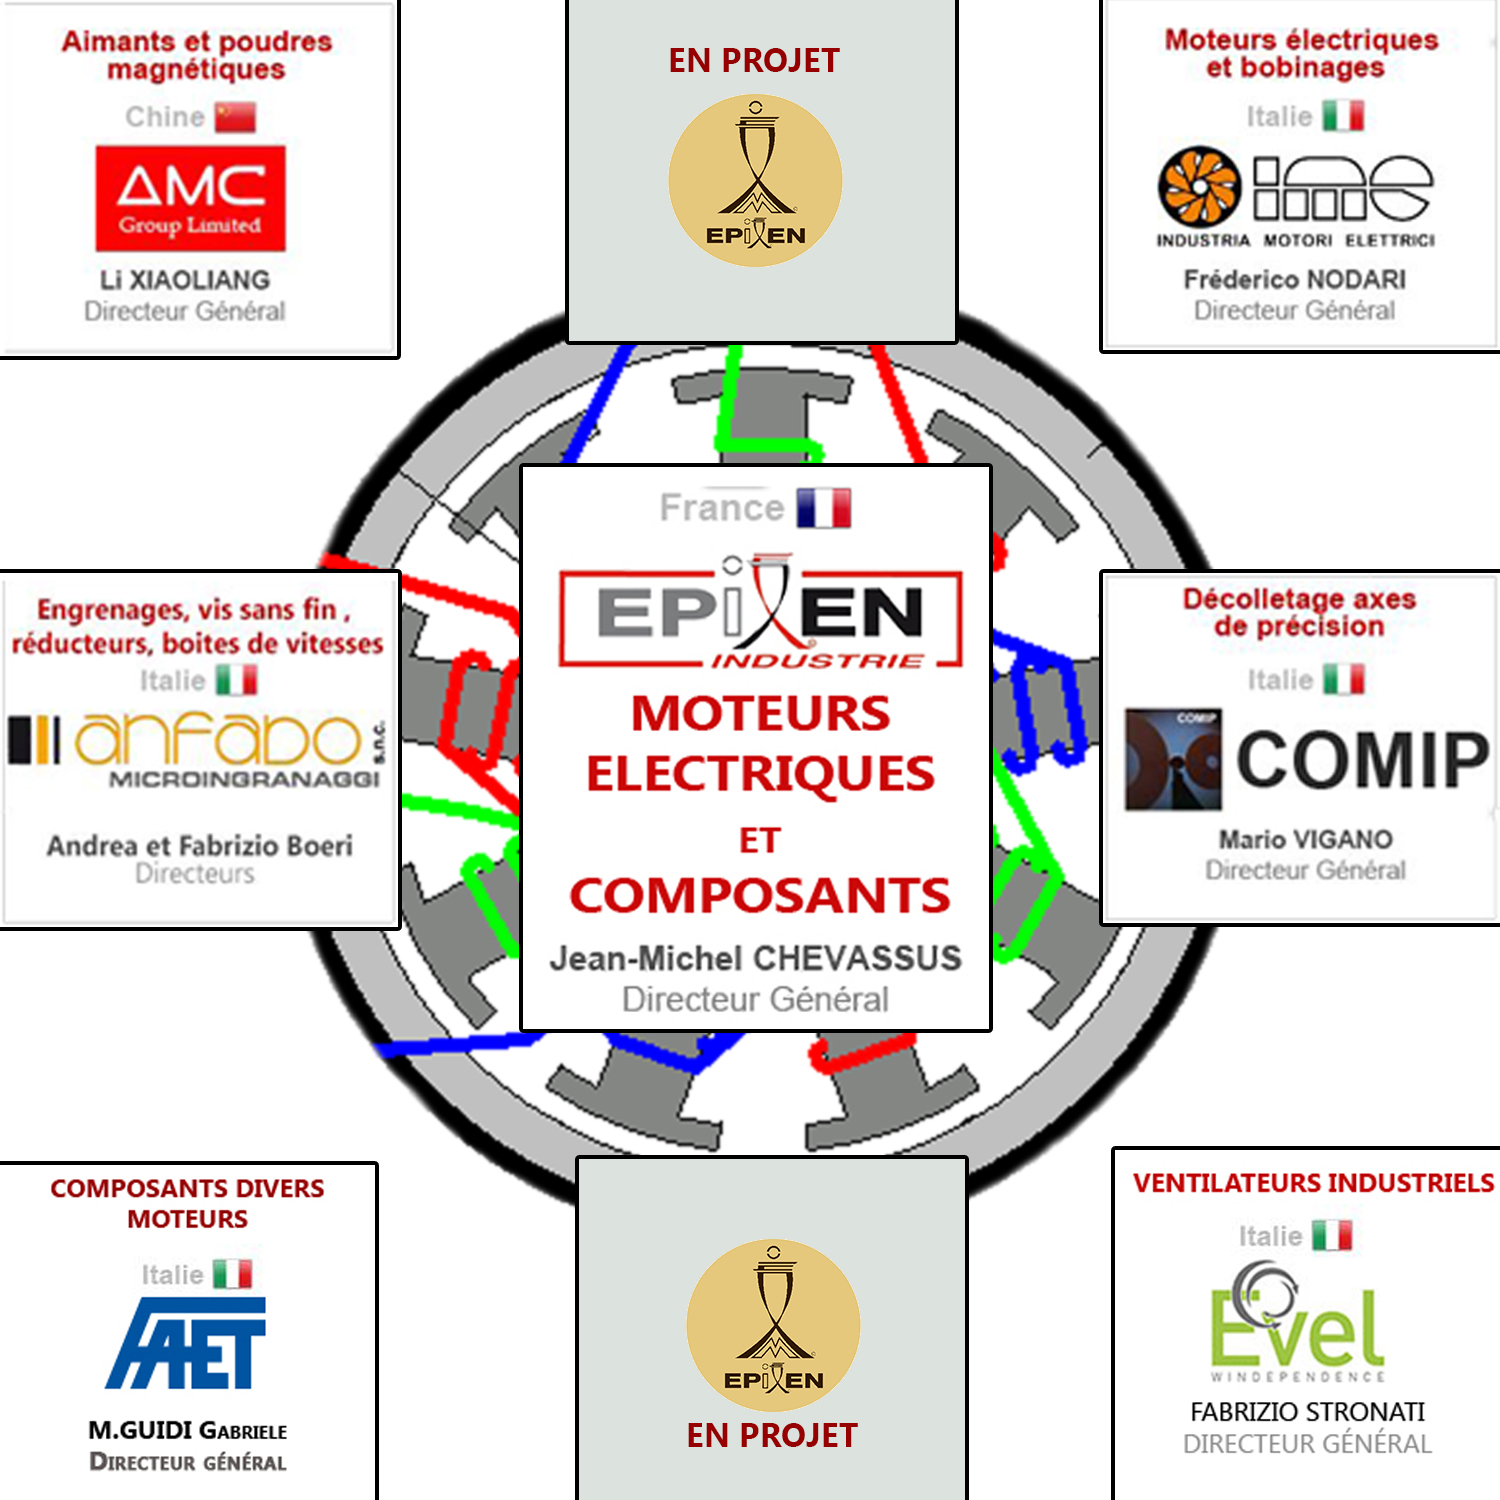 Aimants et poudres
magnétiques
Chine
AMC
Group Limited
Li XIAOLIANG
Directeur Général
EN PROJET
EPIXEN
Moteurs électriques
et bobinages
Italie
ime
INDUSTRIA MOTORI ELETTRICI
Fréderico NODARI
Directeur Général
Engrenages, vis sans fin ,
réducteurs, boites de vitesses
Italie
anfabo s.n.c.
MICROINGRANAGGI
Andrea et Fabrizio Boeri
Directeurs
France
EPIXEN
INDUSTRIE
MOTEURS
ELECTRIQUES
ET
COMPOSANTS
Jean-Michel CHEVASSUS
Directeur Général
Décolletage axes
de précision
Italie
COMIP
COMIP
Mario VIGANO
Directeur Général
COMPOSANTS DIVERS
MOTEURS
Italie
FAET
M.GUIDI GABRIELE
DIRECTEUR GÉNÉRAL
EPIXEN
EN PROJET
VENTILATEURS INDUSTRIELS
Italie
Evel
WINDEPENDENCE
FABRIZIO STRONATI
DIRECTEUR GÉNÉRAL